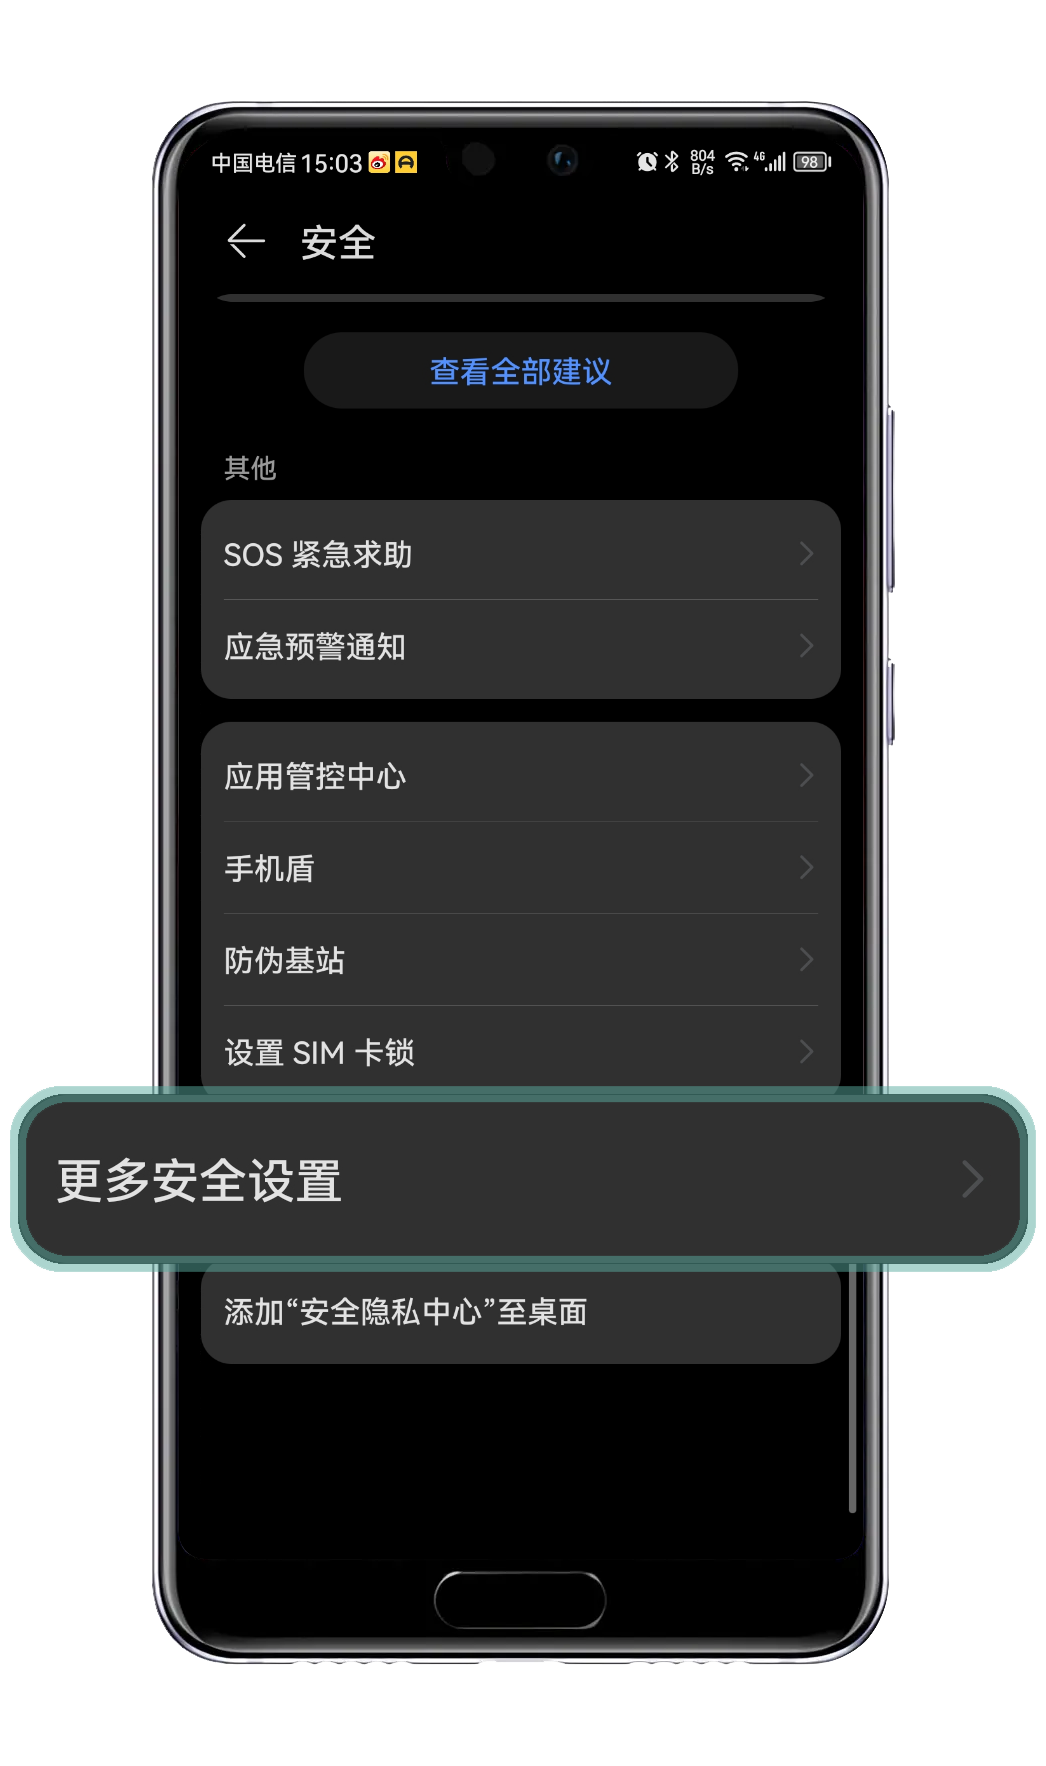 中国电信 15:03 804 B/s 4G 98
安全
查看全部建议
其他
SOS 紧急求助
应急预警通知
应用管控中心
手机盾
防伪基站
设置 SIM 卡锁
更多安全设置
添加“安全隐私中心”至桌面